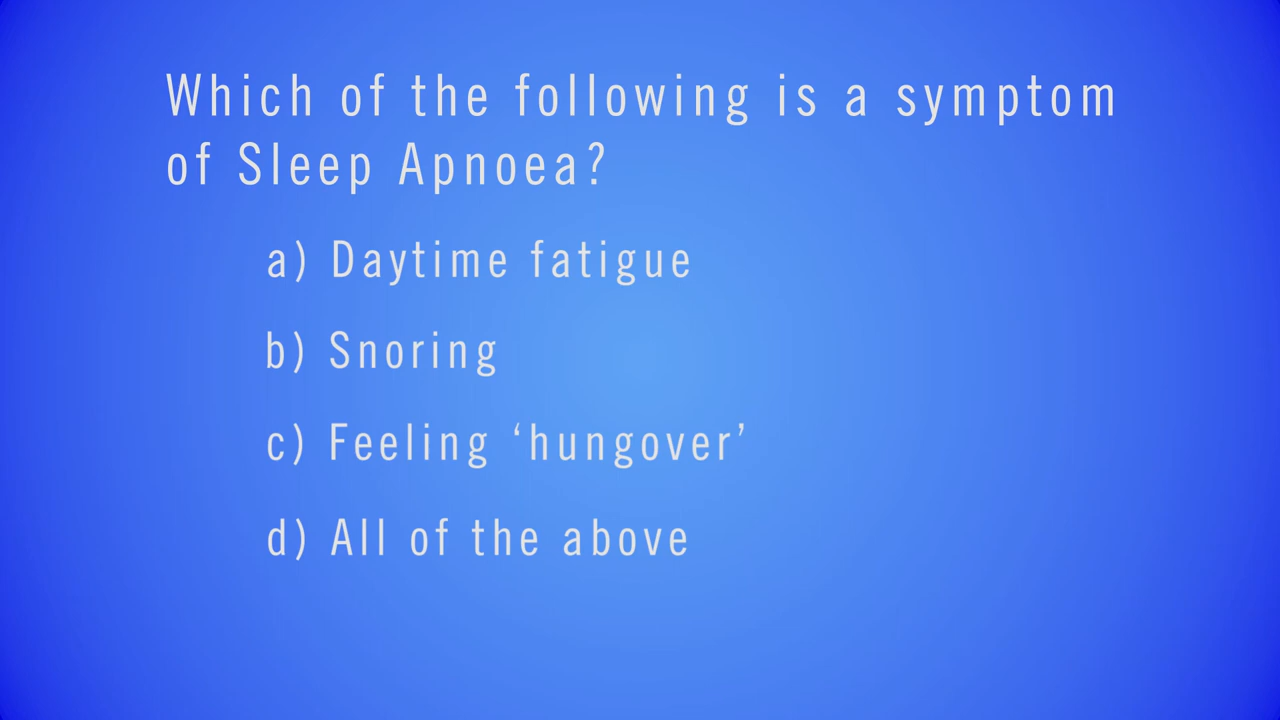 Which of the following is a symptom
of Sleep Apnoea?
a) Daytime fatigue
b) Snoring
c) Feeling ‘hungover’
d) All of the above